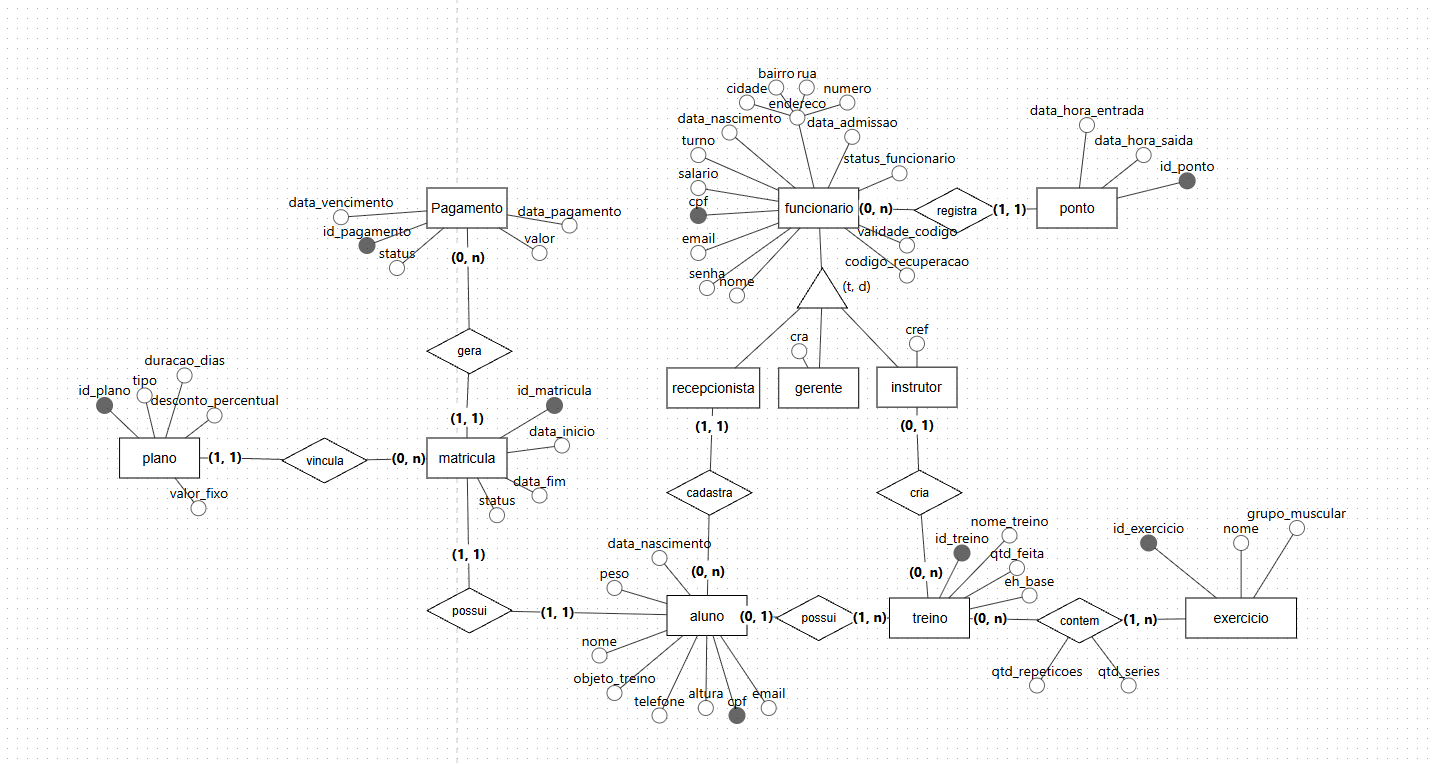 bairro rua
cidade
numero
endereco
data_nascimento
data_admissao
turno
status_funcionario
salario
cpf
funcionario
(0, n)
registra
(1, 1)
ponto
data_hora_entrada
data_hora_saida
id_ponto
email
validade_codigo
codigo_recuperacao
senha
nome
(t, d)
data_vencimento
Pagamento
data_pagamento
id_pagamento
valor
status
(0, n)
gera
(1, 1)
cra
cref
recepcionista
gerente
instrutor
(1, 1)
(0, 1)
cadastra
cria
(0, n)
(0, n)
duracao_dias
tipo
id_plano
desconto_percentual
plano
(1, 1)
vincula
(0, n)
matricula
valor_fixo
id_matricula
data_inicio
data_fim
status
(1, 1)
possui
(1, 1)
data_nascimento
peso
aluno
nome
objeto_treino
telefone
altura
cpf
email
(0, 1)
possui
(1, n)
treino
id_treino
nome_treino
qtd_feita
eh_base
(0, n)
contem
(1, n)
qtd_repeticoes
qtd_series
exercicio
id_exercicio
nome
grupo_muscular